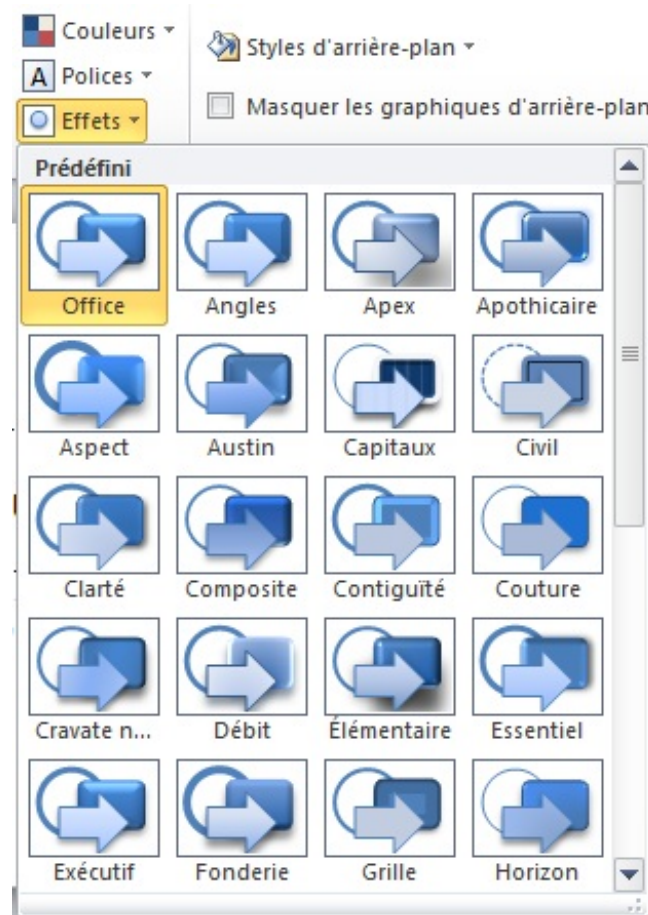 Couleurs
Styles d'arrière-plan
A Polices
Masquer les graphiques d'arrière-plan
Effets
Prédéfini
Office Angles Apex Apothicaire
Aspect Austin Capitaux Civil
Clarté Composite Contiguïté Couture
Cravate n... Débit Élémentaire Essentiel
Exécutif Fonderie Grille Horizon